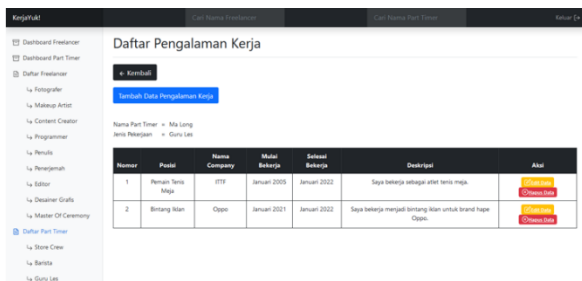 KerjaYuk!
Cari Nama Freelancer
Cari Nama Part Timer
Keluar
Dashboard Freelancer
Dashboard Part Timer
Daftar Freelancer
Fotografer
Makeup Artist
Content Creator
Programmer
Penulis
Penerjemah
Editor
Desainer Grafis
Master Of Ceremony
Daftar Part Timer
Store Crew
Barista
Guru Les
Daftar Pengalaman Kerja
← Kembali
Tambah Data Pengalaman Kerja
Nama Part Timer = Ma Long
Jenis Pekerjaan = Guru Les
Nomor Posisi Nama Company Mulai Bekerja Selesai Bekerja Deskripsi Aksi
1 Pemain Tenis Meja ITTF Januari 2005 Januari 2022 Saya bekerja sebagai atlet tenis meja. Edit Data
Hapus Data
2 Bintang Iklan Oppo Januari 2021 Januari 2022 Saya bekerja menjadi bintang iklan untuk brand hape Oppo. Edit Data
Hapus Data